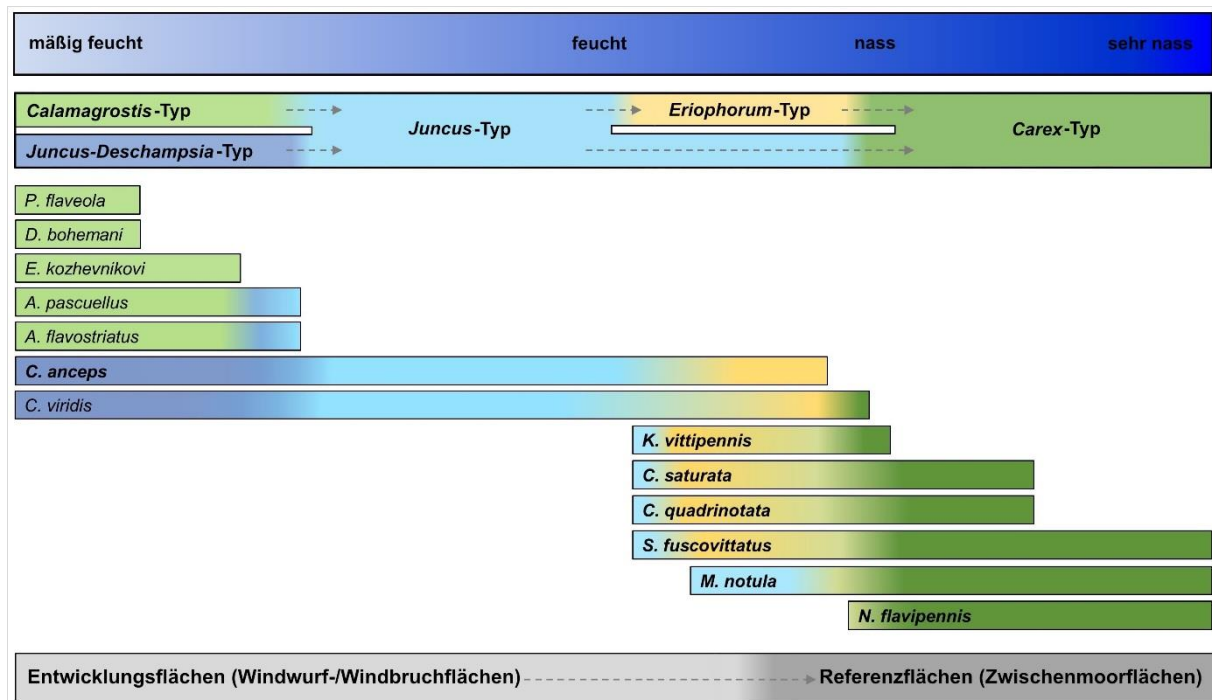 mäßig feucht feucht nass sehr nass
Calamagrostis-Typ Eriophorum-Typ
Juncus-Typ Carex-Typ
Juncus-Deschampsia-Typ
P. flaveola
D. bohemani
E. kozhevnikovi
A. pascuellus
A. flavostriatus
C. anceps
C. viridis
K. vittipennis
C. saturata
C. quadrinotata
S. fuscovittatus
M. notula
N. flavipennis
Entwicklungsflächen (Windwurf-/Windbruchflächen) Referenzflächen (Zwischenmoorflächen)